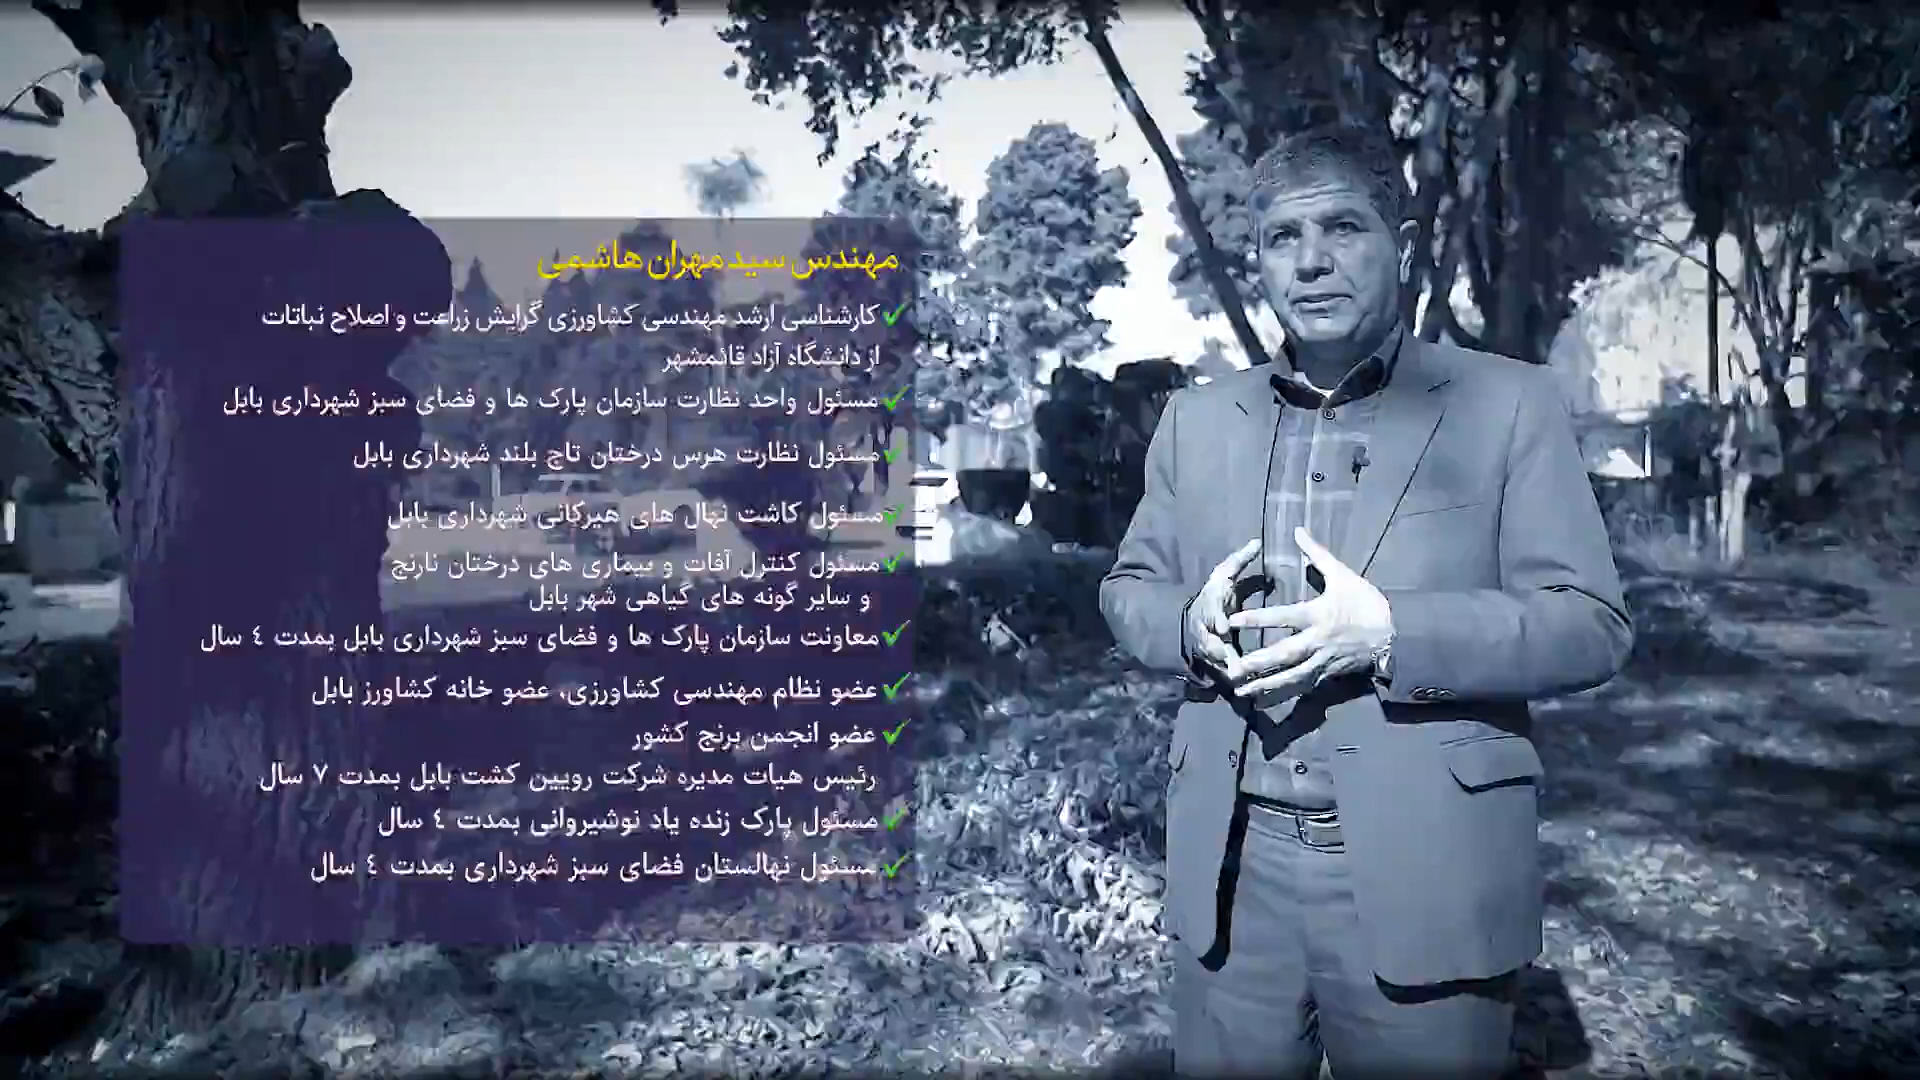 مهندس سید مهران هاشمی
کارشناسی ارشد مهندسی کشاورزی گرایش زراعت و اصلاح نباتات
از دانشگاه آزاد قائمشهر
مسئول واحد نظارت سازمان پارک ها و فضای سبز شهرداری بابل
مسئول نظارت هرس درختان تاج بلند شهرداری بابل
مسئول کاشت نهال های هیرکانی شهرداری بابل
مسئول کنترل آفات و بیماری های درختان نارنج
و سایر گونه های گیاهی شهر بابل
معاونت سازمان پارک ها و فضای سبز شهرداری بابل بمدت ٤ سال
عضو نظام مهندسی کشاورزی، عضو خانه کشاورز بابل
عضو انجمن برنج کشور
رئیس هیات مدیره شرکت رویین کشت بابل بمدت ۷ سال
مسئول پارک زنده یاد نوشیروانی بمدت ٤ سال
مسئول نهالستان فضای سبز شهرداری بمدت ٤ سال